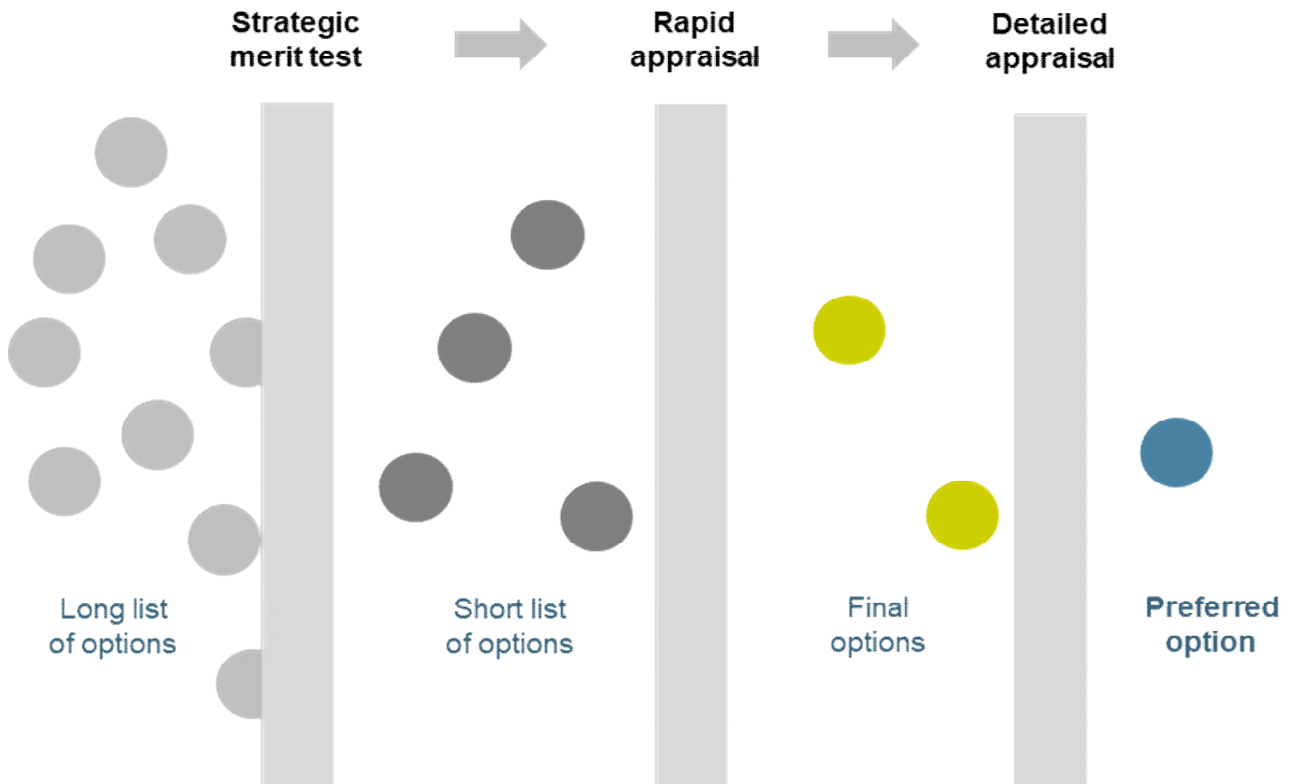 Strategic
merit test
Rapid
appraisal
Detailed
appraisal
Long list
of options
Short list
of options
Final
options
Preferred
option